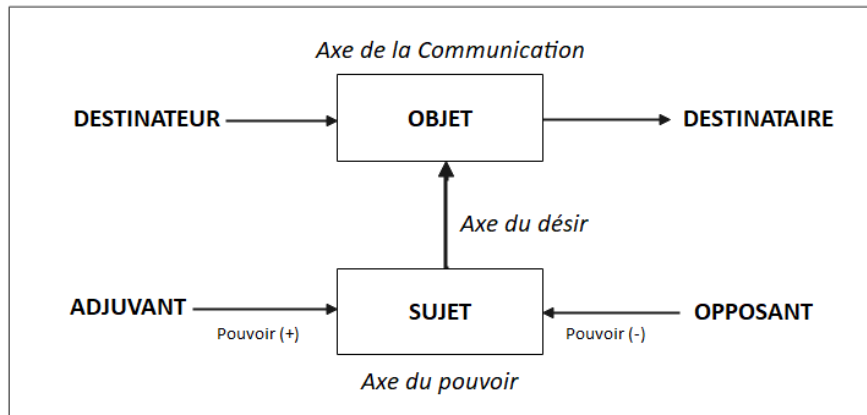 Axe de la Communication
DESTINATEUR OBJET DESTINATAIRE
Axe du désir
ADJUVANT SUJET OPPOSANT
Pouvoir (+) Pouvoir (-)
Axe du pouvoir